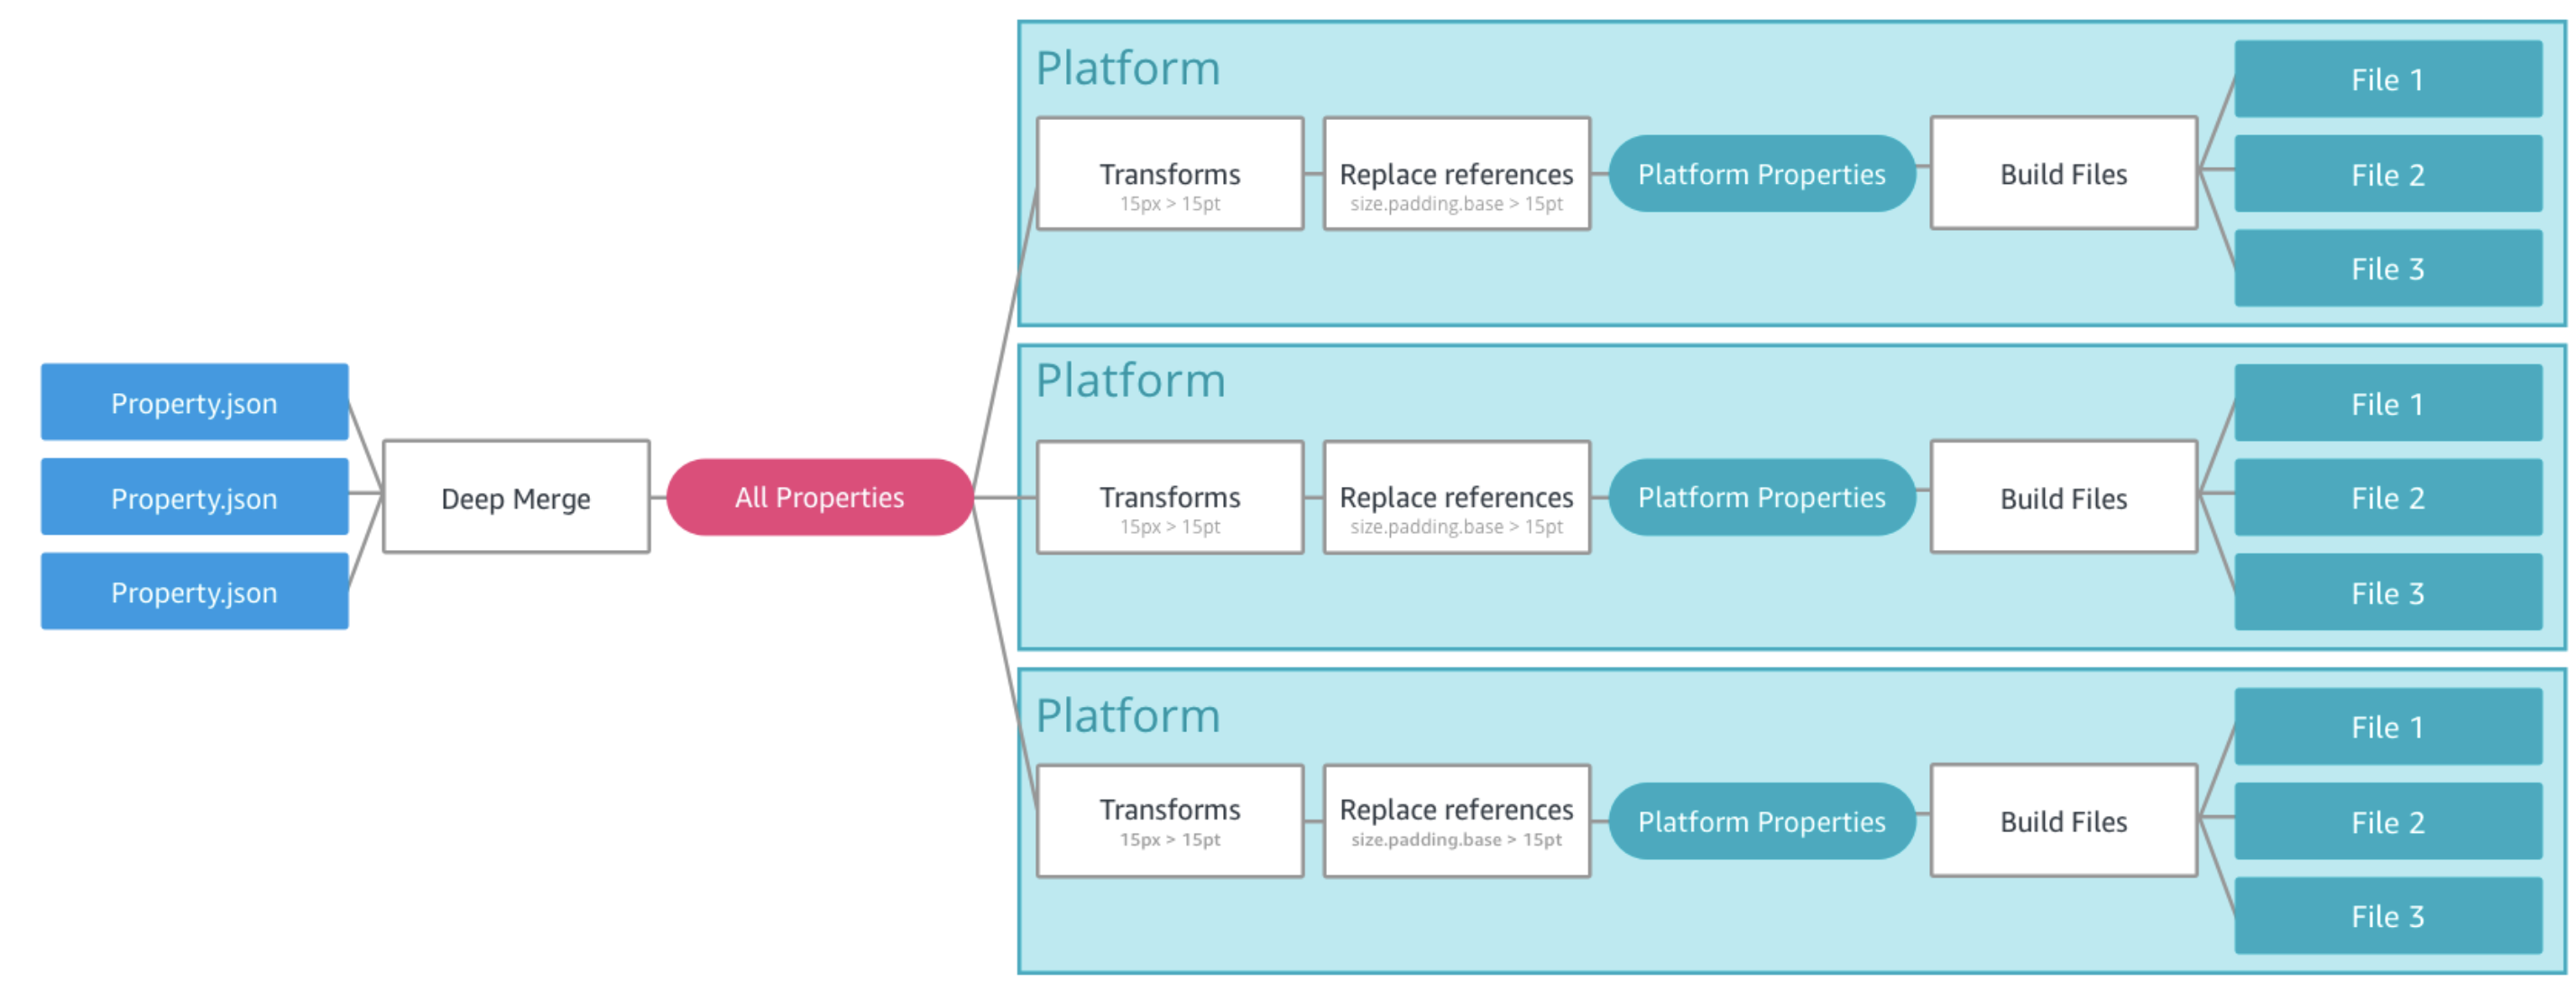 Property.json
Property.json
Property.json
Deep Merge
All Properties
Platform
Transforms
15px > 15pt
Replace references
size.padding.base > 15pt
Platform Properties
Build Files
File 1
File 2
File 3
Platform
Transforms
15px > 15pt
Replace references
size.padding.base > 15pt
Platform Properties
Build Files
File 1
File 2
File 3
Platform
Transforms
15px > 15pt
Replace references
size.padding.base > 15pt
Platform Properties
Build Files
File 1
File 2
File 3